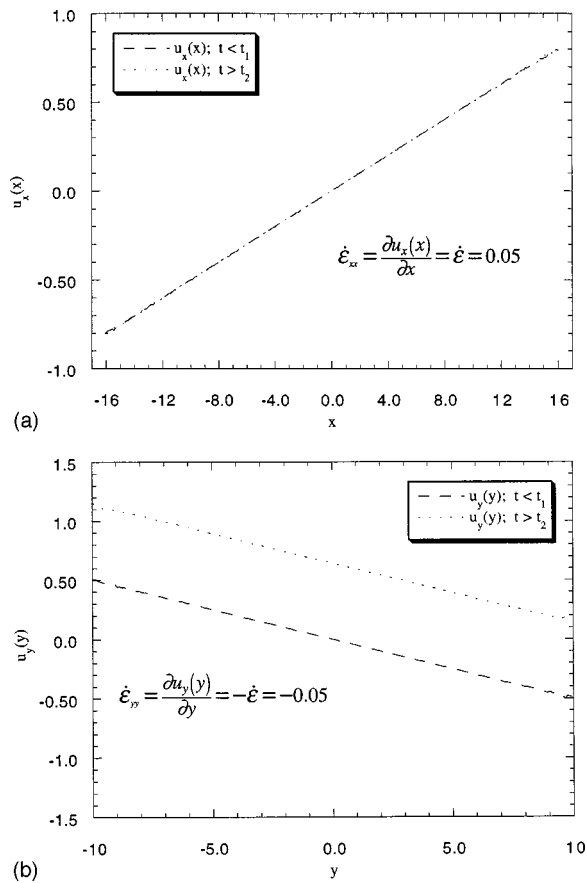 1.0
u_x(x); t < t_1
u_x(x); t > t_2
0.50
u_x(x)
0.0
ε̇_xx = ∂u_x(x)/∂x = ε̇ = 0.05
-0.50
-1.0
-16 -12 -8.0 -4.0 0.0 4.0 8.0 12 16
x
(a)
1.5
u_y(y); t < t_1
u_y(y); t > t_2
1.0
0.50
u_y(y)
0.0
ε̇_yy = ∂u_y(y)/∂y = -ε̇ = -0.05
-0.50
-1.0
-1.5
-10 -5.0 0.0 5.0 10
y
(b)